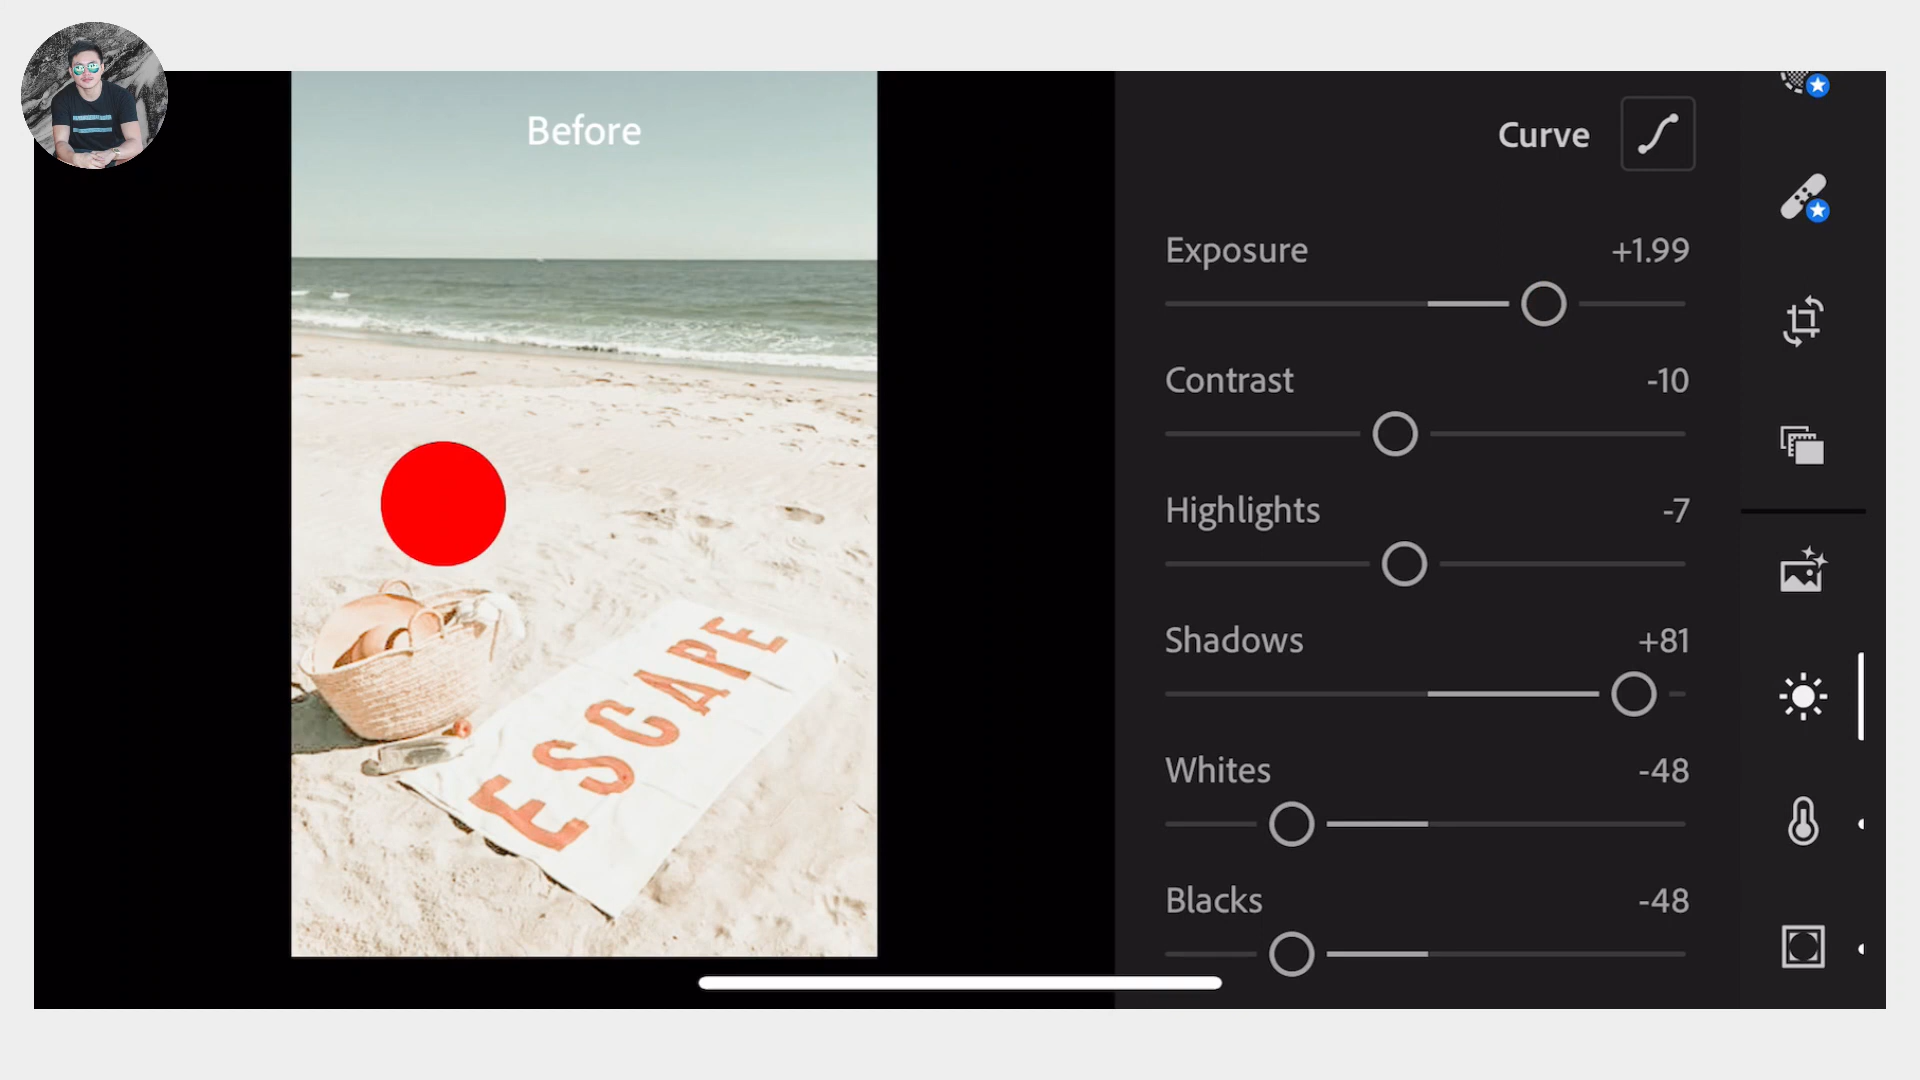 Before
ESCAPE
Curve
Exposure +1.99
Contrast -10
Highlights -7
Shadows +81
Whites -48
Blacks -48